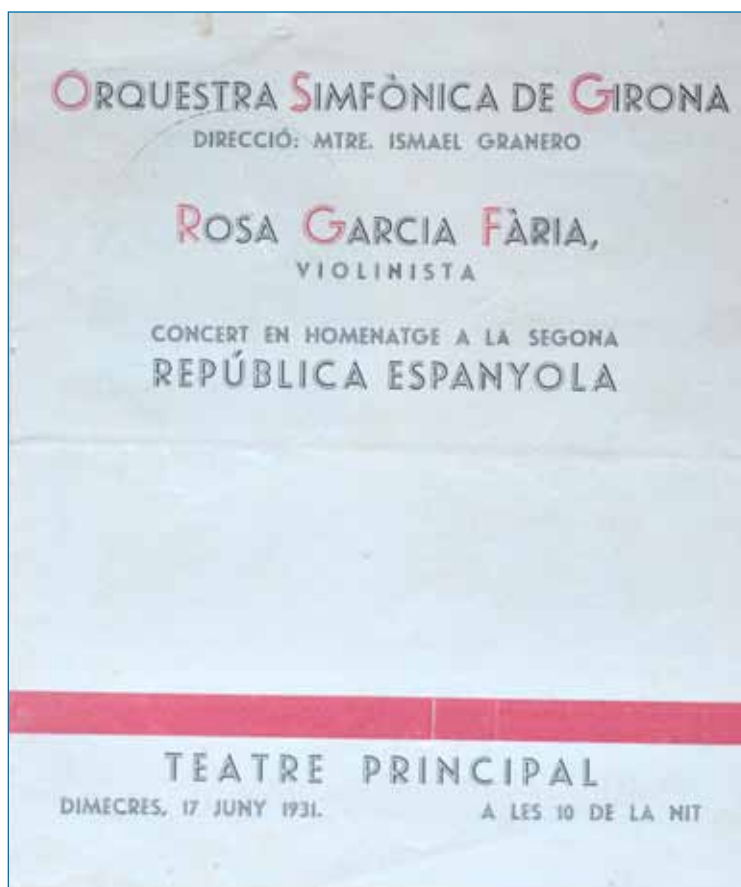 ORQUESTRA SIMFÒNICA DE GIRONA
DIRECCIÓ: MTRE. ISMAEL GRANERO
ROSA GARCIA FÀRIA,
VIOLINISTA
CONCERT EN HOMENATGE A LA SEGONA
REPÚBLICA ESPANYOLA
TEATRE PRINCIPAL
DIMECRES, 17 JUNY 1931. A LES 10 DE LA NIT